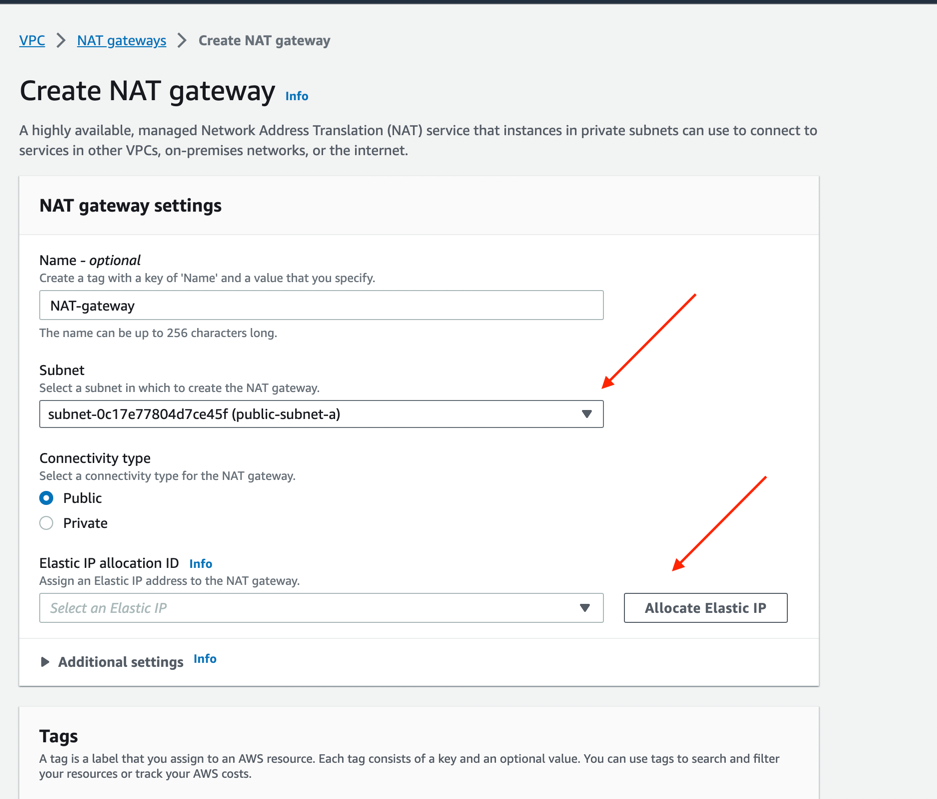 VPC > NAT gateways > Create NAT gateway
Create NAT gateway Info
A highly available, managed Network Address Translation (NAT) service that instances in private subnets can use to connect to
services in other VPCs, on-premises networks, or the internet.
NAT gateway settings
Name - optional
Create a tag with a key of 'Name' and a value that you specify.
NAT-gateway
The name can be up to 256 characters long.
Subnet
Select a subnet in which to create the NAT gateway.
subnet-0c17e77804d7ce45f (public-subnet-a)
Connectivity type
Select a connectivity type for the NAT gateway.
Public
Private
Elastic IP allocation ID Info
Assign an Elastic IP address to the NAT gateway.
Select an Elastic IP Allocate Elastic IP
Additional settings Info
Tags
A tag is a label that you assign to an AWS resource. Each tag consists of a key and an optional value. You can use tags to search and filter
your resources or track your AWS costs.